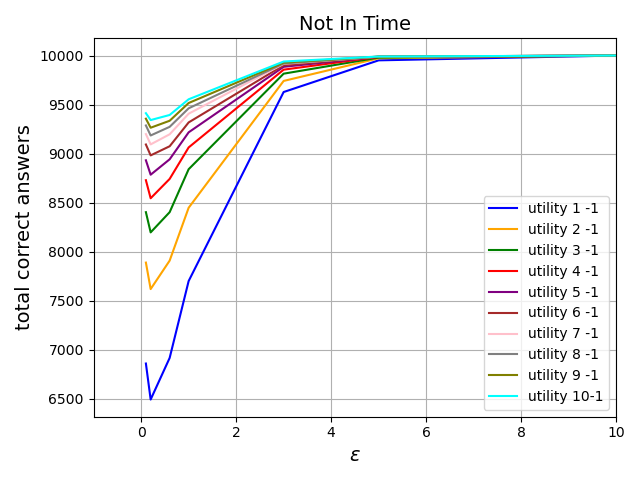 Not In Time
total correct answers
10000
9500
9000
8500
8000
7500
7000
6500
0 2 4 6 8 10
ε
utility 1 -1
utility 2 -1
utility 3 -1
utility 4 -1
utility 5 -1
utility 6 -1
utility 7 -1
utility 8 -1
utility 9 -1
utility 10-1